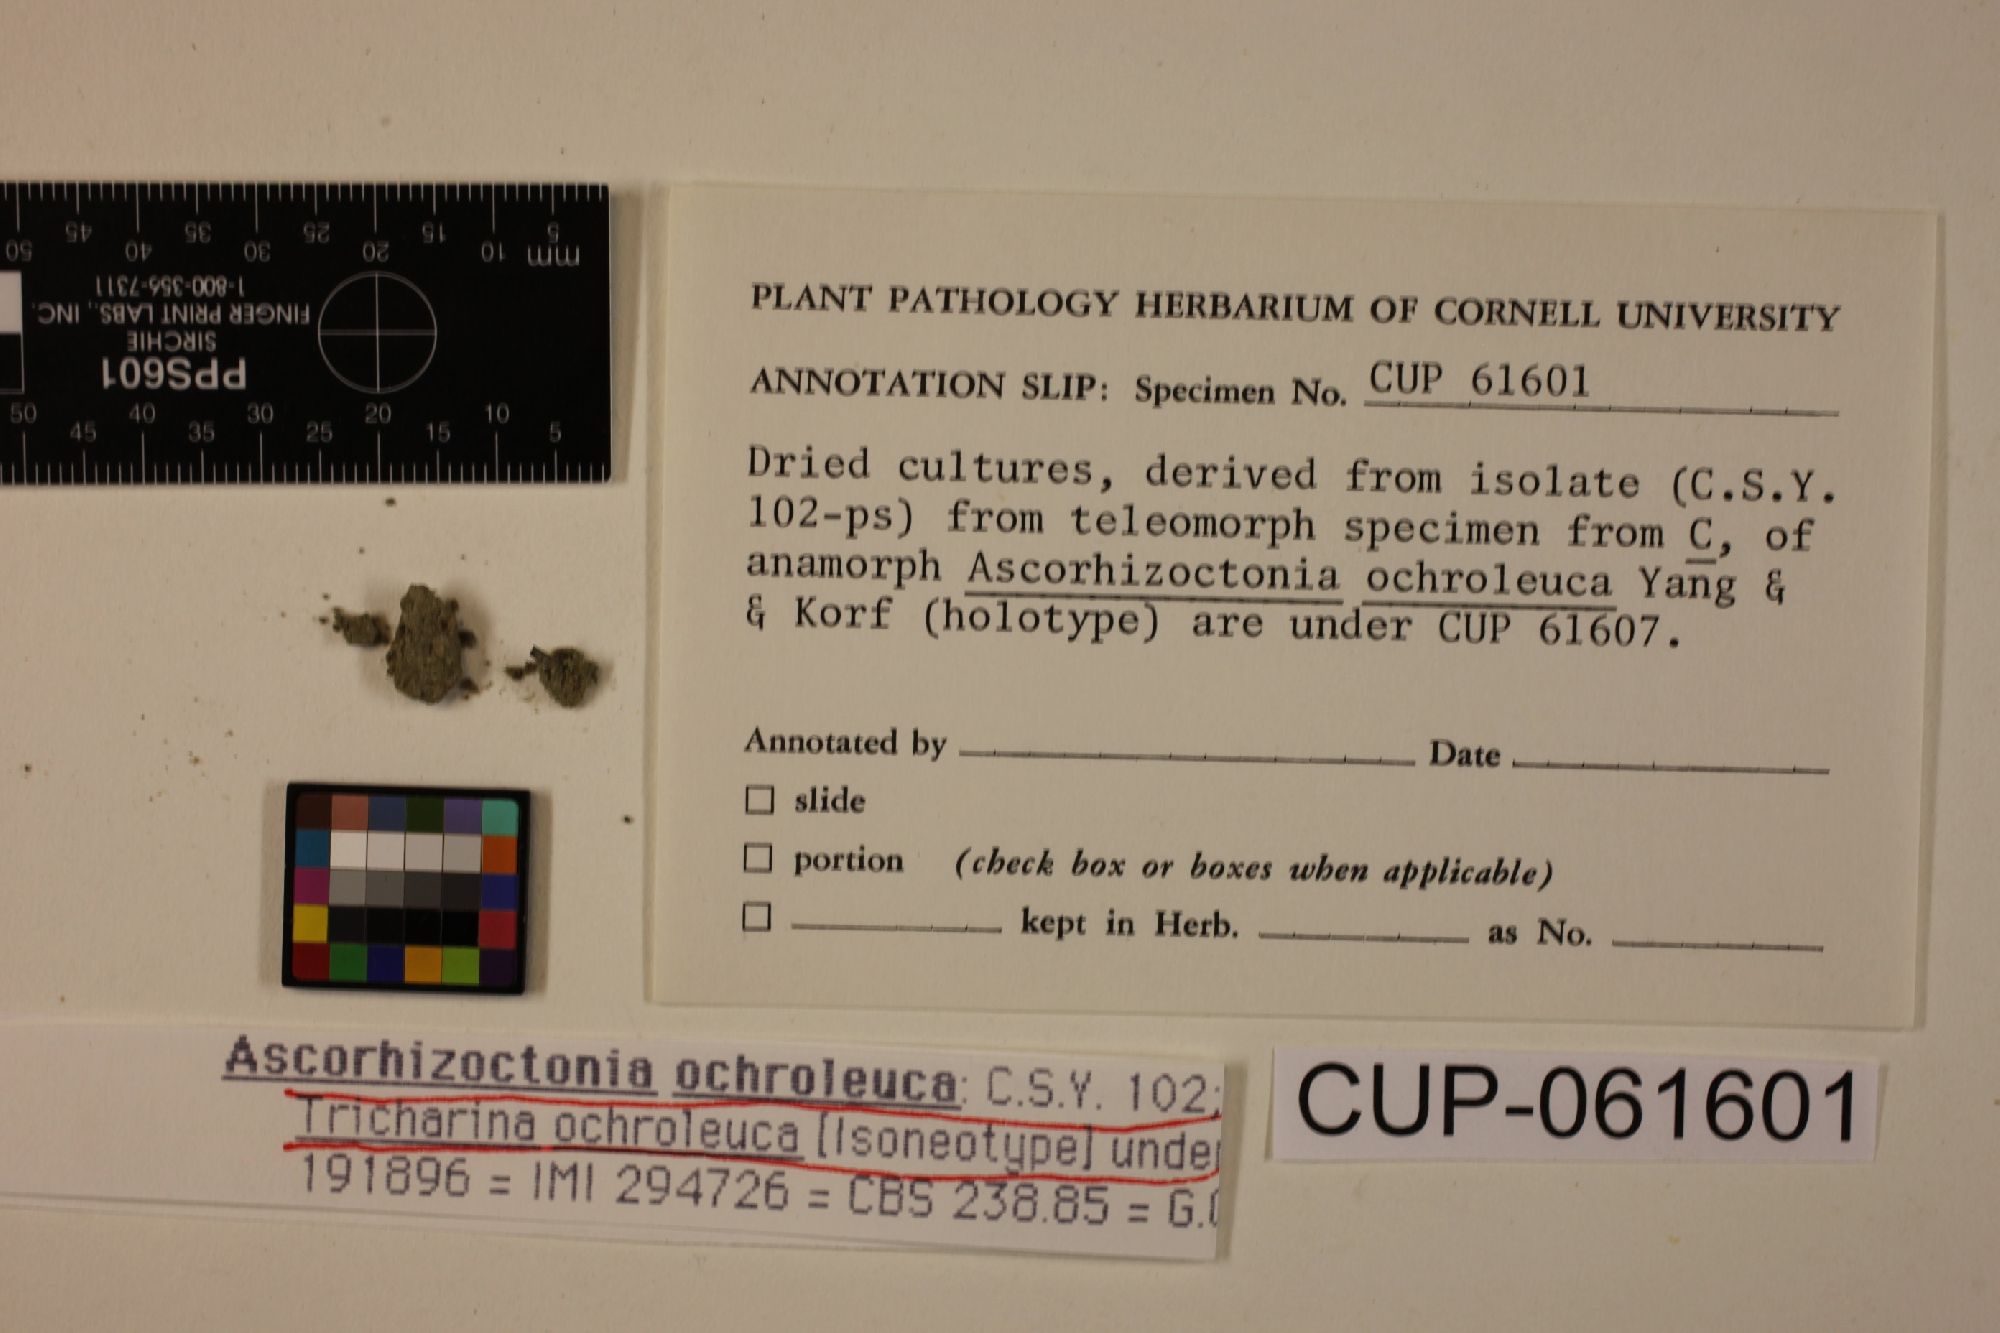 5
10
15
20
25
30
35
40
45
50
mm
1-800-356-7311
FINGER PRINT LABS., INC.
SIRCHIE
PPS601
50 45 40 35 30 25 20 15 10 5
PLANT PATHOLOGY HERBARIUM OF CORNELL UNIVERSITY
ANNOTATION SLIP: Specimen No. CUP 61601
Dried cultures, derived from isolate (C.S.Y.
102-ps) from teleomorph specimen from C, of
anamorph Ascorhizoctonia ochroleuca Yang &
& Korf (holotype) are under CUP 61607.
Annotated by Date
slide
portion (check box or boxes when applicable)
kept in Herb. as No.
Ascorhizoctonia ochroleuca: C.S.Y. 102;
Tricharina ochroleuca [Isoneotype] under
191896 = IMI 294726 = CBS 238.85 = G.
CUP-061601